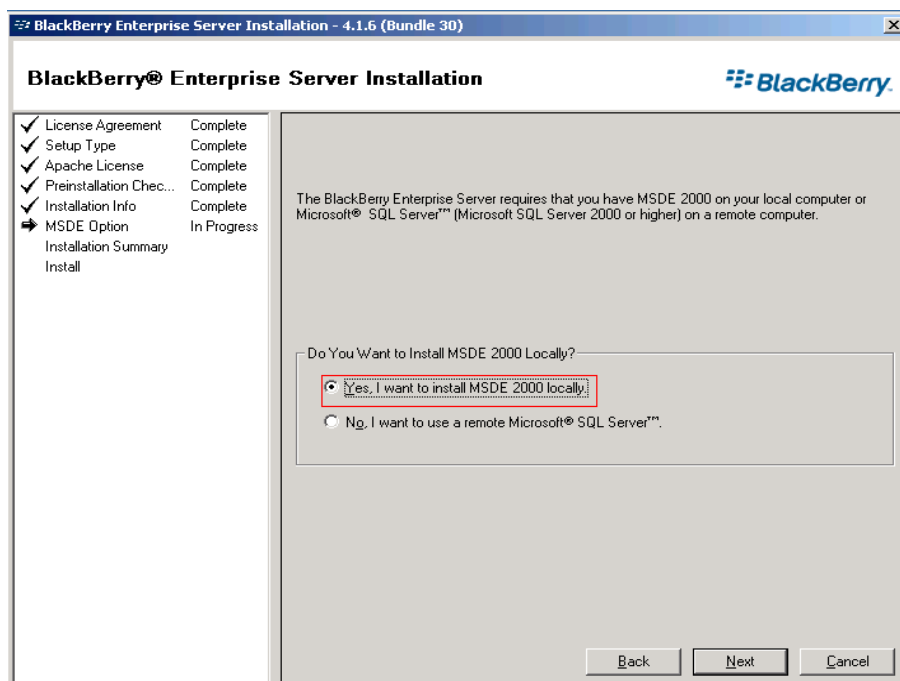 BlackBerry Enterprise Server Installation - 4.1.6 (Bundle 30)
BlackBerry® Enterprise Server Installation
BlackBerry.
License Agreement Complete
Setup Type Complete
Apache License Complete
Preinstallation Chec... Complete
Installation Info Complete
MSDE Option In Progress
Installation Summary
Install
The BlackBerry Enterprise Server requires that you have MSDE 2000 on your local computer or
Microsoft® SQL Server™ (Microsoft SQL Server 2000 or higher) on a remote computer.
Do You Want to Install MSDE 2000 Locally?
Yes, I want to install MSDE 2000 locally.
No, I want to use a remote Microsoft® SQL Server™.
Back Next Cancel